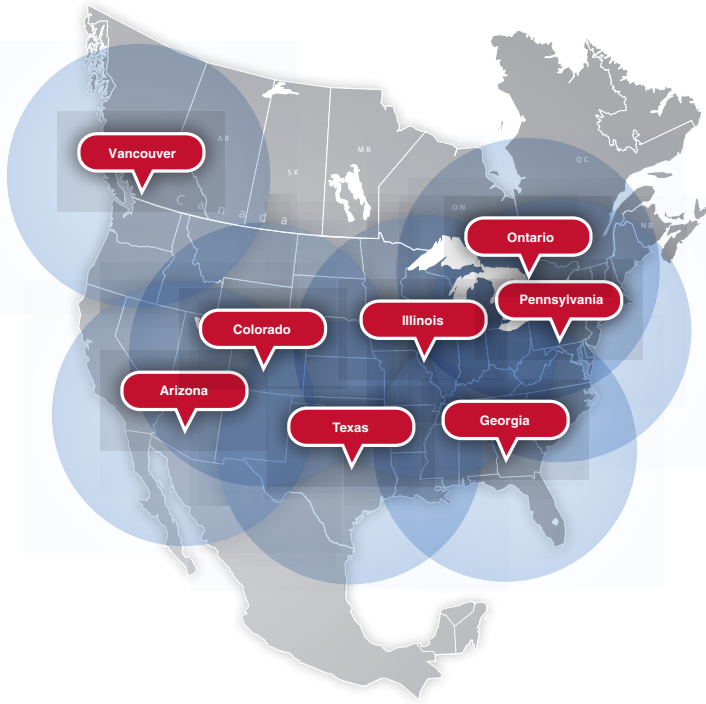 AB
SK
MB
QC
ON
NB
Canada
Vancouver
Ontario
Pennsylvania
Illinois
Colorado
Arizona
Texas
Georgia